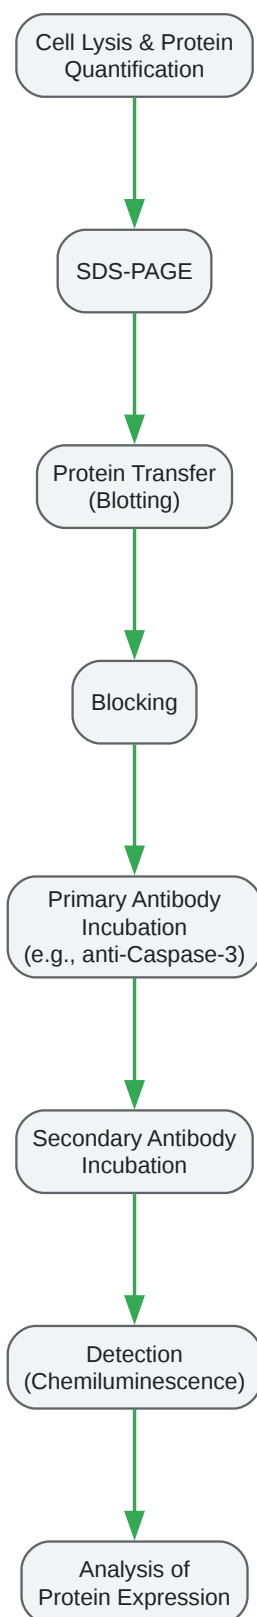 Cell Lysis & Protein
Quantification
SDS-PAGE
Protein Transfer
(Blotting)
Blocking
Primary Antibody
Incubation
(e.g., anti-Caspase-3)
Secondary Antibody
Incubation
Detection
(Chemiluminescence)
Analysis of
Protein Expression